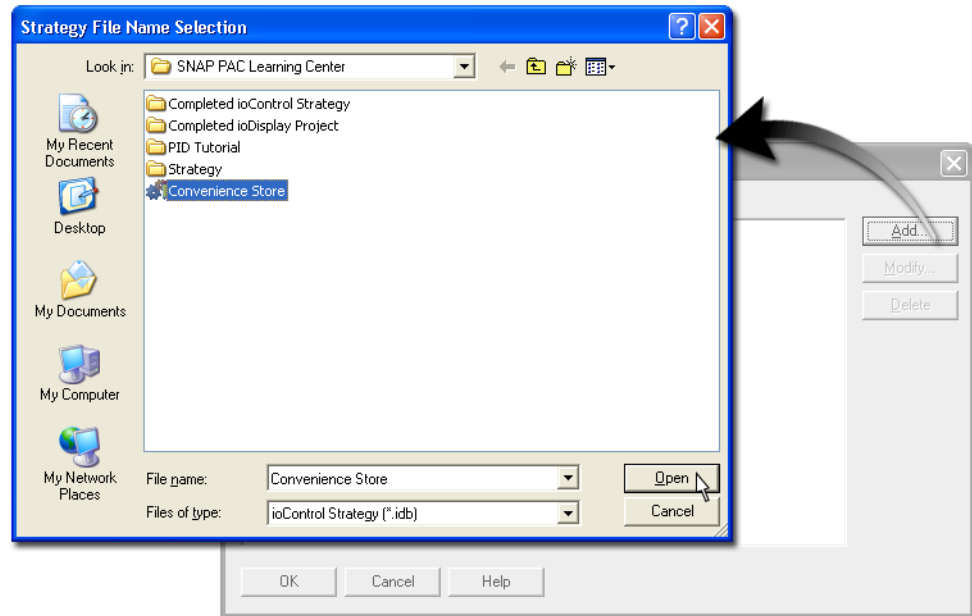 Strategy File Name Selection
Look in:
SNAP PAC Learning Center
My Recent
Documents
Desktop
My Documents
My Computer
My Network
Places
Completed ioControl Strategy
Completed ioDisplay Project
PID Tutorial
Strategy
Convenience Store
File name:
Convenience Store
Open
Files of type:
ioControl Strategy (*.idb)
Cancel
Add...
Modify...
Delete
OK
Cancel
Help